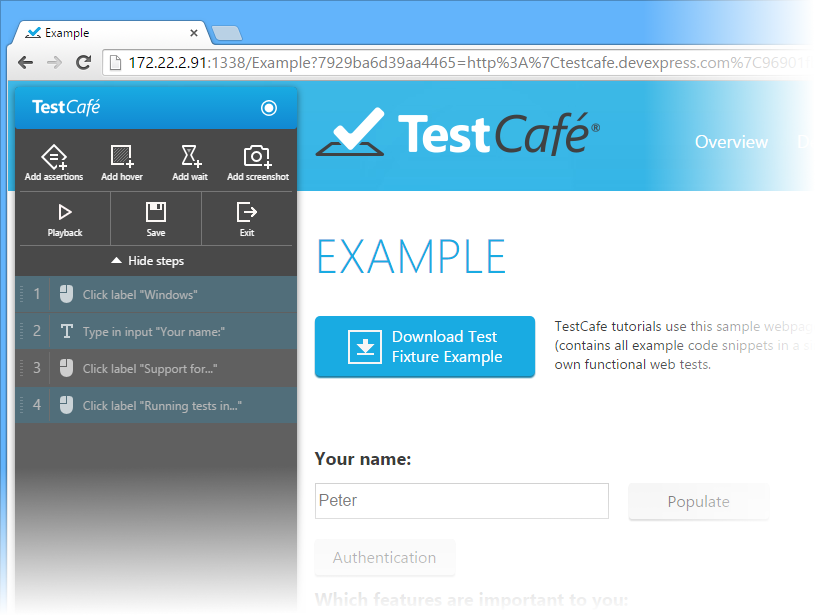 Example
172.22.2.91:1338/Example?7929ba6d39aa4465=http%3A%7Ctestcafe.devexpress.com%7C96901
TestCafé
Add assertions
Add hover
Add wait
Add screenshot
Playback
Save
Exit
Hide steps
1 Click label "Windows"
2 Type in input "Your name:"
3 Click label "Support for..."
4 Click label "Running tests in..."
TestCafé®
Overview
EXAMPLE
Download Test
Fixture Example
TestCafe tutorials use this sample webpage
(contains all example code snippets in a
own functional web tests.
Your name:
Peter
Populate
Authentication
Which features are important to you: